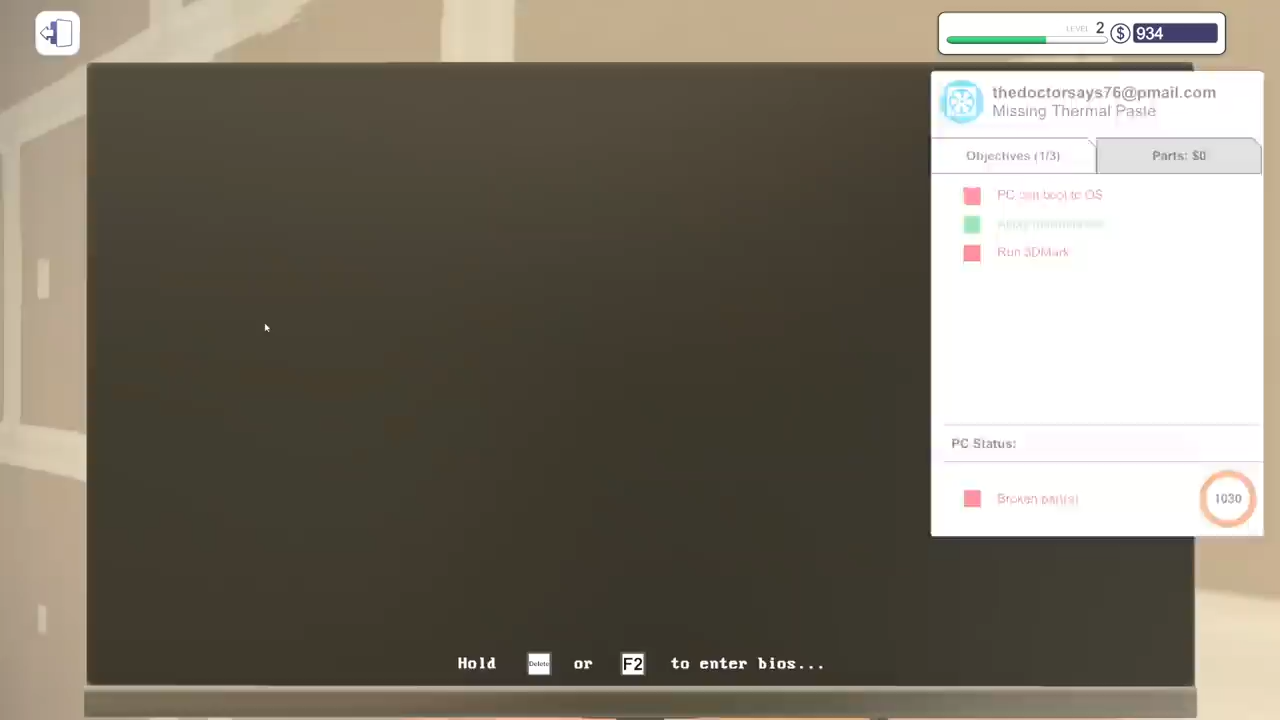 LEVEL 2 $ 934
thedoctorsays76@pmail.com
Missing Thermal Paste
Objectives (1/3)
Parts: $0
PC can boot to OS
Run 3DMark
PC Status:
Broken part(s)
1030
Hold Delete or F2 to enter bios...